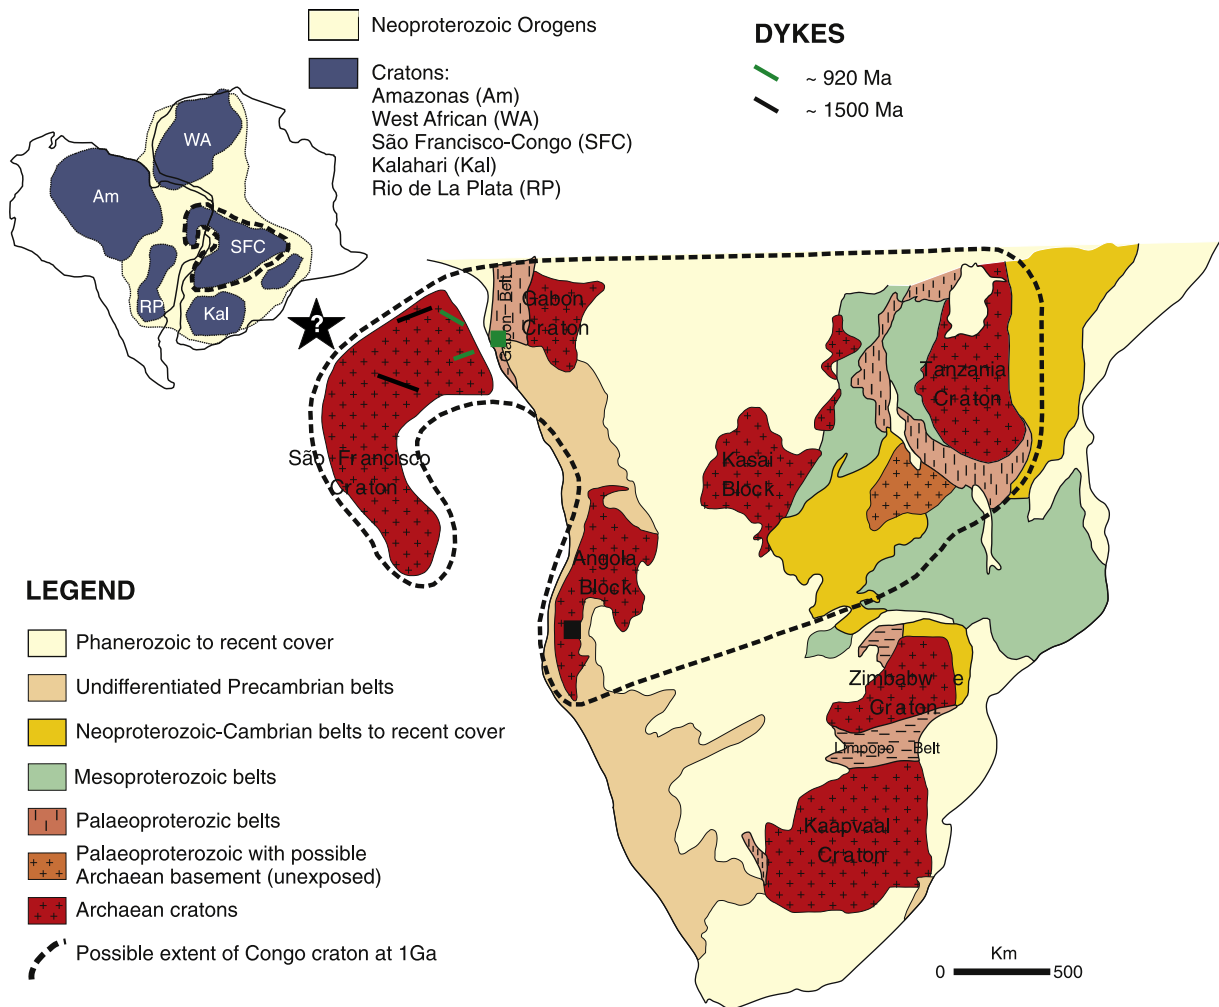 Neoproterozoic Orogens
Cratons:
Amazonas (Am)
West African (WA)
São Francisco-Congo (SFC)
Kalahari (Kal)
Rio de La Plata (RP)
DYKES
~ 920 Ma
~ 1500 Ma
WA
Am
SFC
RP
Kal
?
Gabon Belt
Gabon
Craton
Tanzania
Craton
São Francisco
Craton
Kasai
Block
Angola
Block
Zimbabwe
Craton
Limpopo Belt
Kaapvaal
Craton
LEGEND
Phanerozoic to recent cover
Undifferentiated Precambrian belts
Neoproterozoic-Cambrian belts to recent cover
Mesoproterozoic belts
Palaeoproterozic belts
Palaeoproterozoic with possible
Archaean basement (unexposed)
Archaean cratons
Possible extent of Congo craton at 1Ga
Km
0 500